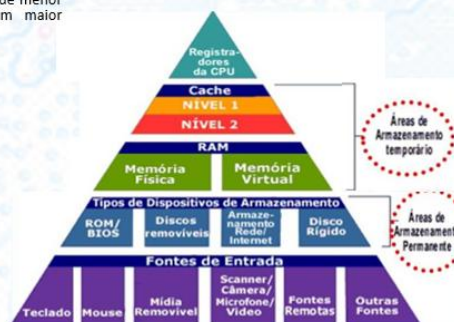 de menor
m maior
Registra-
dores
da CPU
Cache
NÍVEL 1
NÍVEL 2
RAM
Memória
Física
Memória
Virtual
Áreas de
Armazenamento
temporário
Tipos de Dispositivos de Armazenamento
ROM/
BIOS
Discos
removíveis
Armaze-
namento
Rede/
Internet
Disco
Rígido
Áreas de
Armazenamento
Permanente
Fontes de Entrada
Teclado
Mouse
Mídia
Removível
Scanner/
Câmera/
Microfone/
Video
Fontes
Remotas
Outras
Fontes